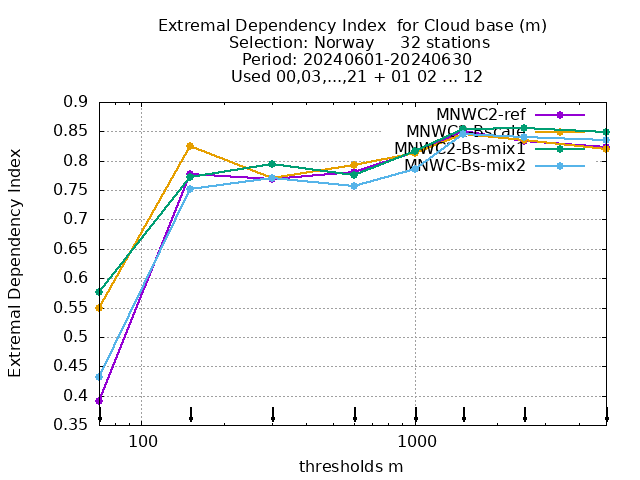 Extremal Dependency Index  for Cloud base (m)
Selection: Norway     32 stations
Period: 20240601-20240630
Used 00,03,...,21 + 01 02 ... 12
Extremal Dependency Index
0.9
0.85
0.8
0.75
0.7
0.65
0.6
0.55
0.5
0.45
0.4
0.35
MNWC2-ref
MNWC2-Bs-mix1
MNWC-Bs-mix2
100
1000
thresholds m